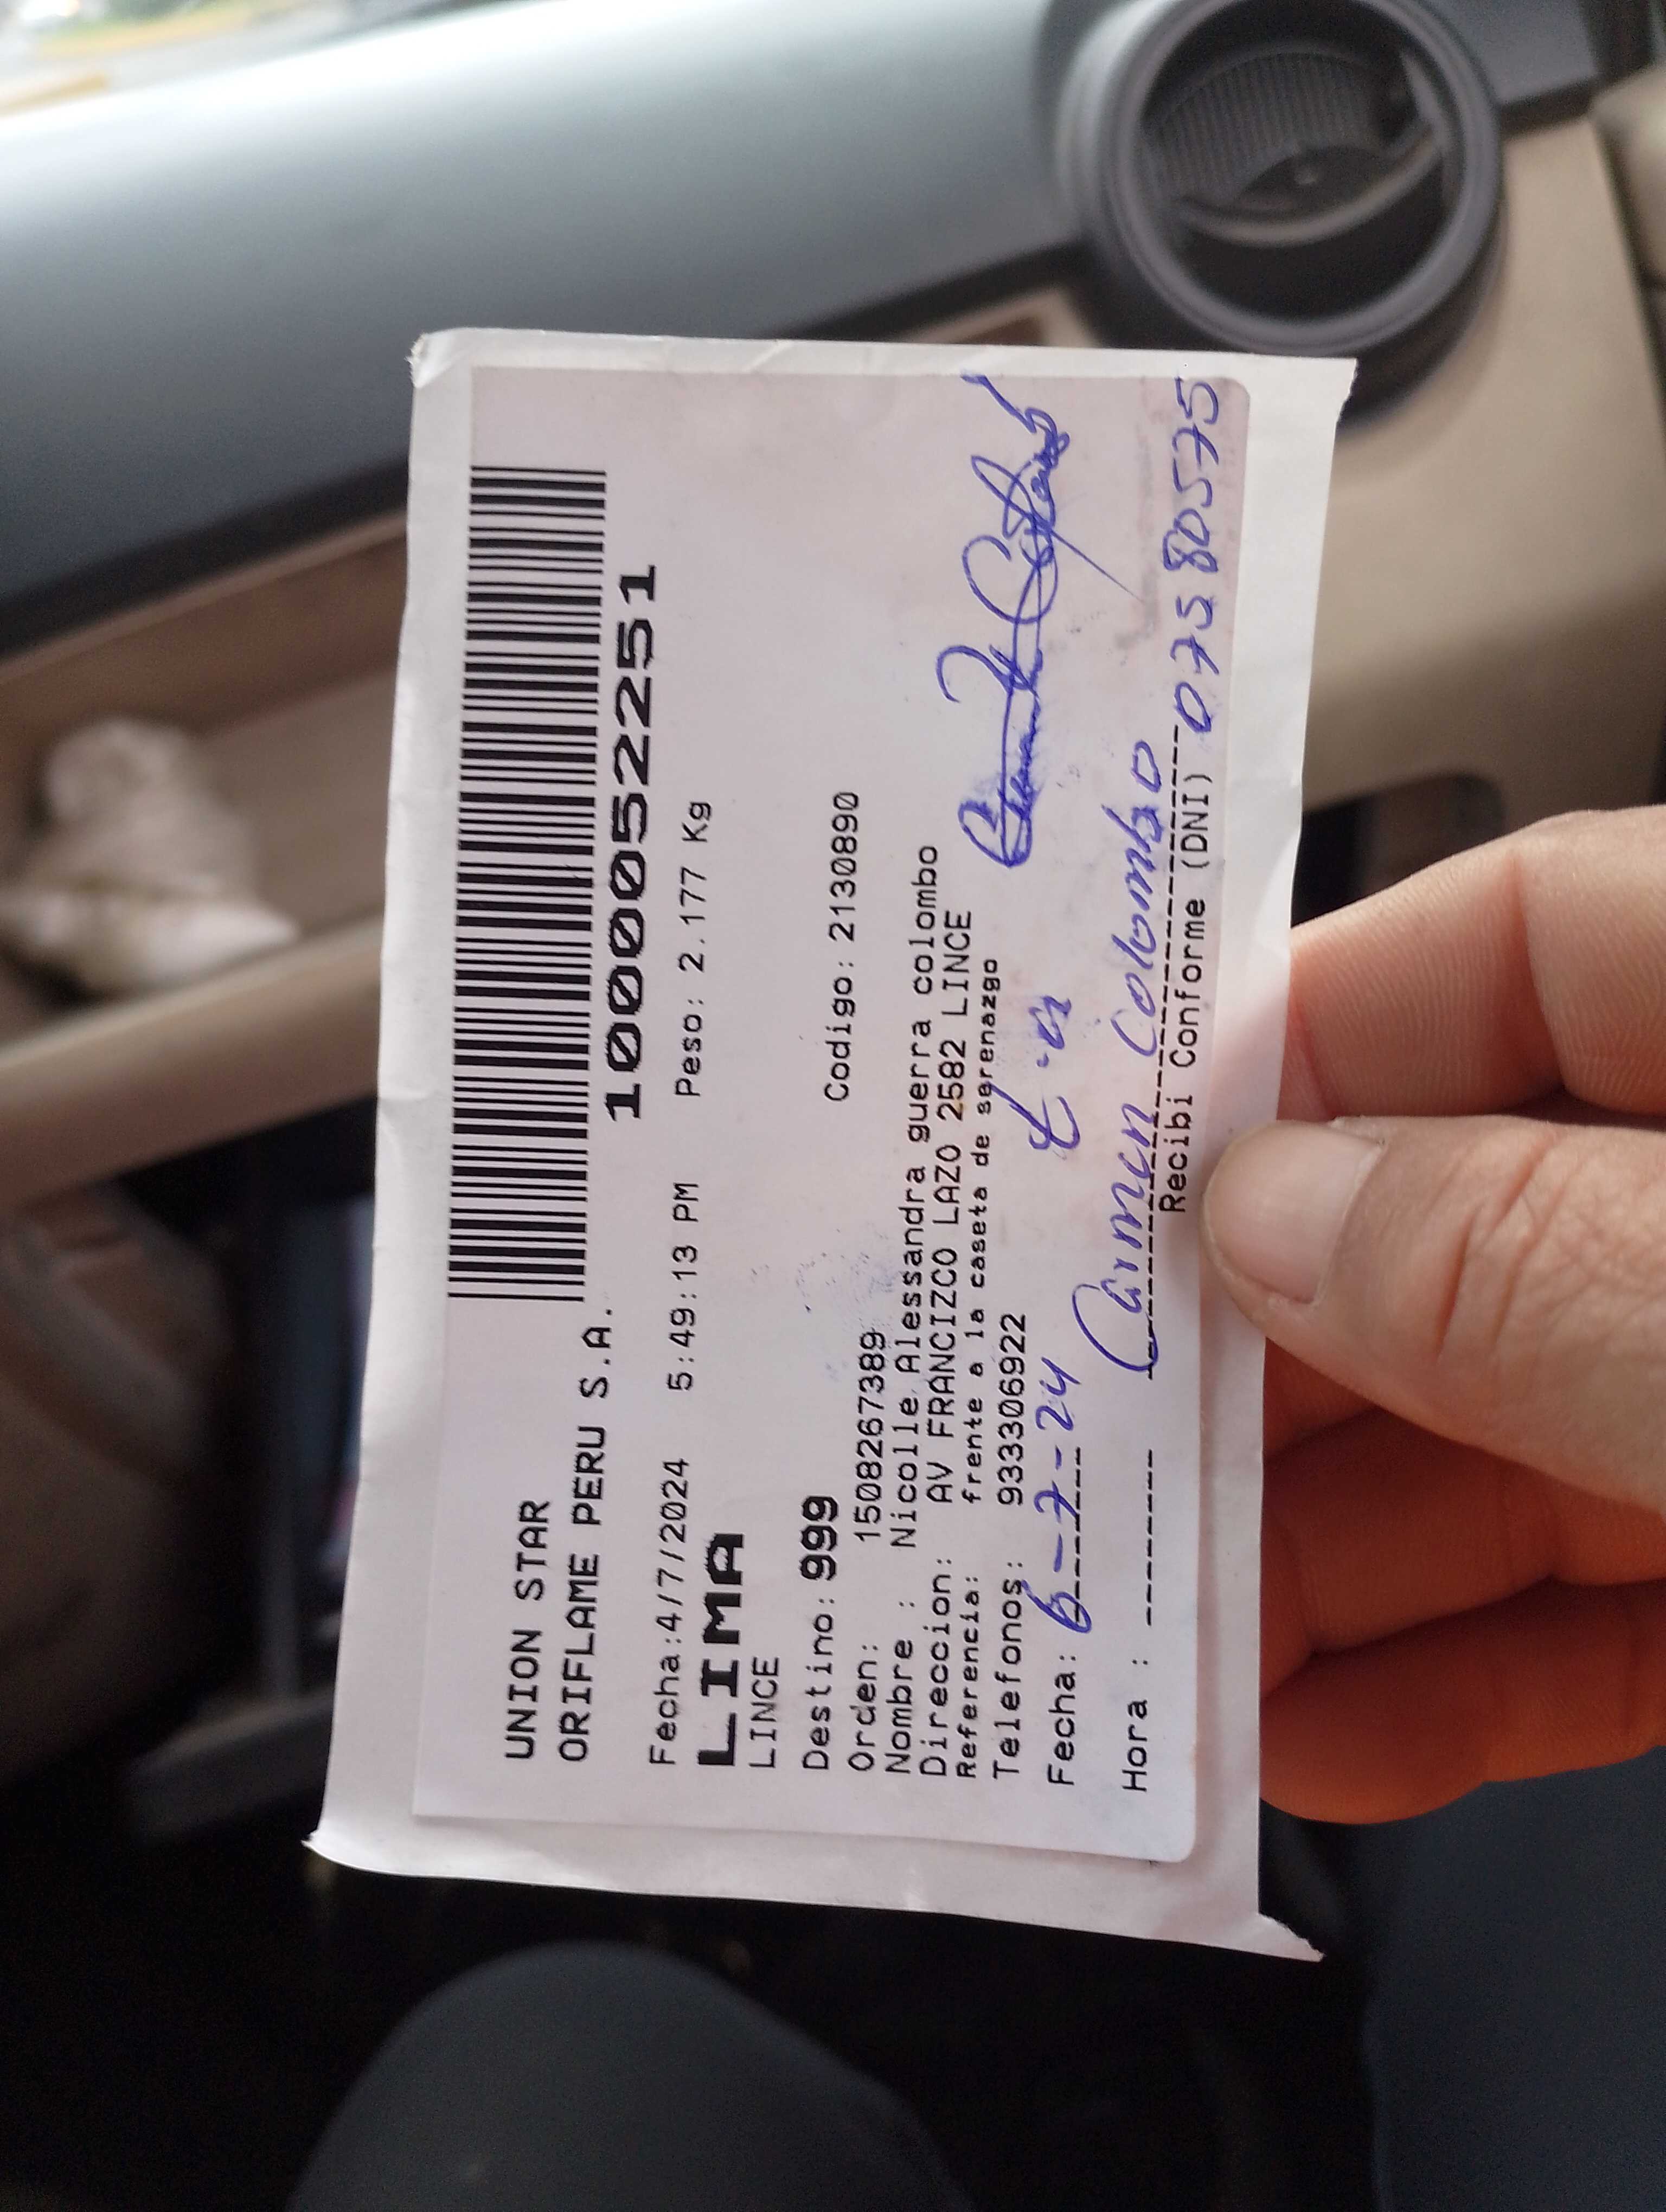 UNION STAR
ORIFLAME PERU S.A.
10005225 1
Fecha:4/7/2024 5:49:13 PM Peso: 2.177 Kg
LIMA
LINCE
Destino: 999 Codigo: 2130890
Orden: 1508267389
Nombre : Nicolle Alessandra guerra colombo
Direccion: AV FRANCIZCO LAZO 2582 LINCE
Referencia: frente a la caseta de serenazgo
Telefonos: 933306922
Fecha: 6-7-24
Carmen Colombo
Hora :
Recibi Conforme (DNI) 07580575